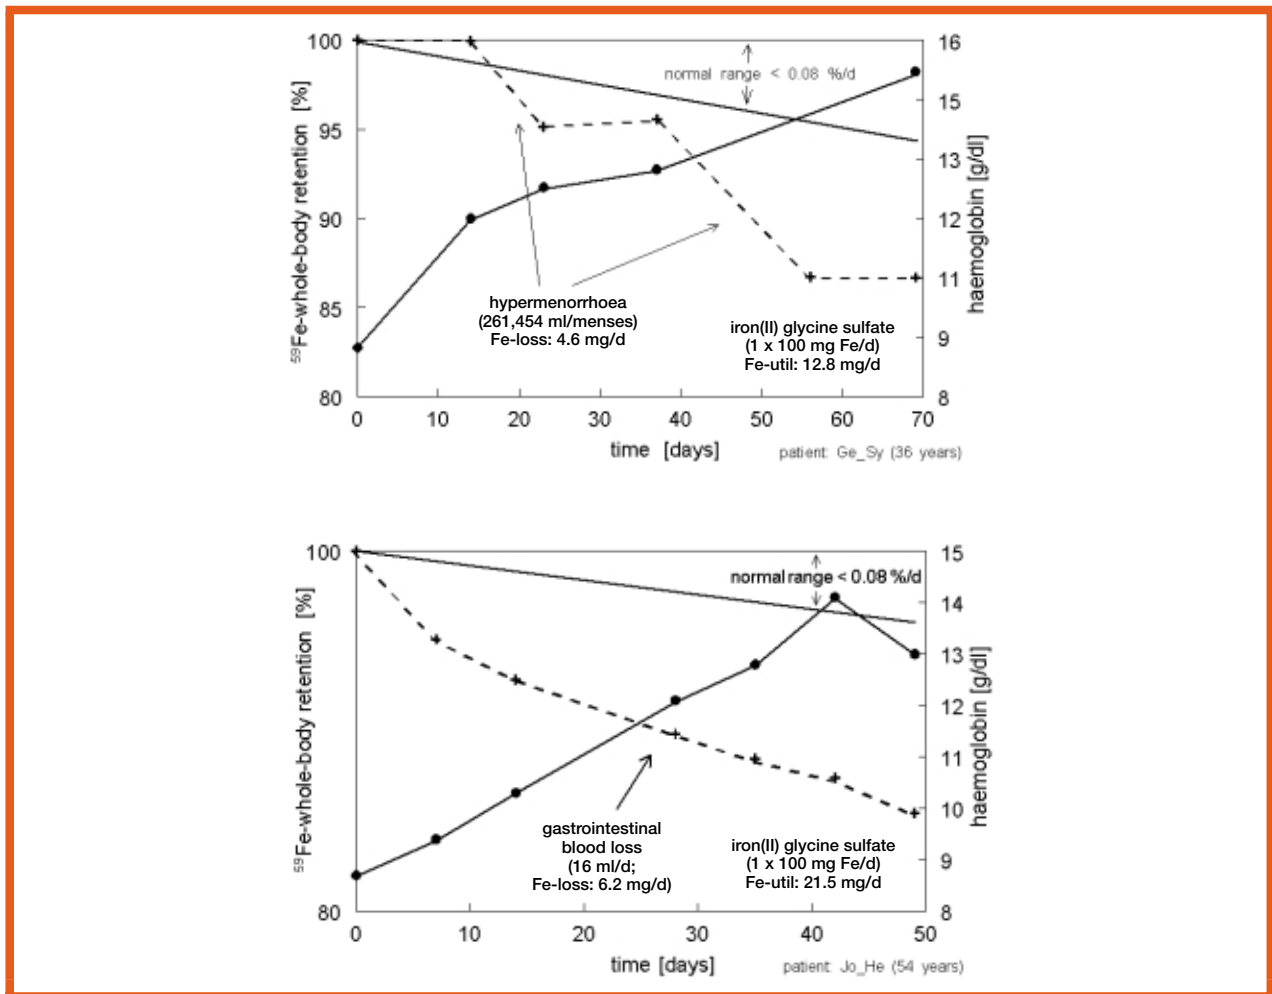 100
95
90
85
80
59Fe-whole-body retention [%]
16
15
13
12
11
9
8
haemoglobin [g/dl]
normal range < 0.08 %/d
hypermenorrhoea
(261,454 ml/menses)
Fe-loss: 4.6 mg/d
iron(II) glycine sulfate
(1 x 100 mg Fe/d)
Fe-util: 12.8 mg/d
0 10 20 30 40 50 60 70
time [days]
patient: Ge_Sy (36 years)
100
80
59Fe-whole-body retention [%]
15
14
13
12
11
10
9
8
haemoglobin [g/dl]
normal range < 0.08 %/d
gastrointestinal
blood loss
(16 ml/d;
Fe-loss: 6.2 mg/d)
iron(II) glycine sulfate
(1 x 100 mg Fe/d)
Fe-util: 21.5 mg/d
0 10 20 30 40 50
time [days]
patient: Jo_He (54 years)